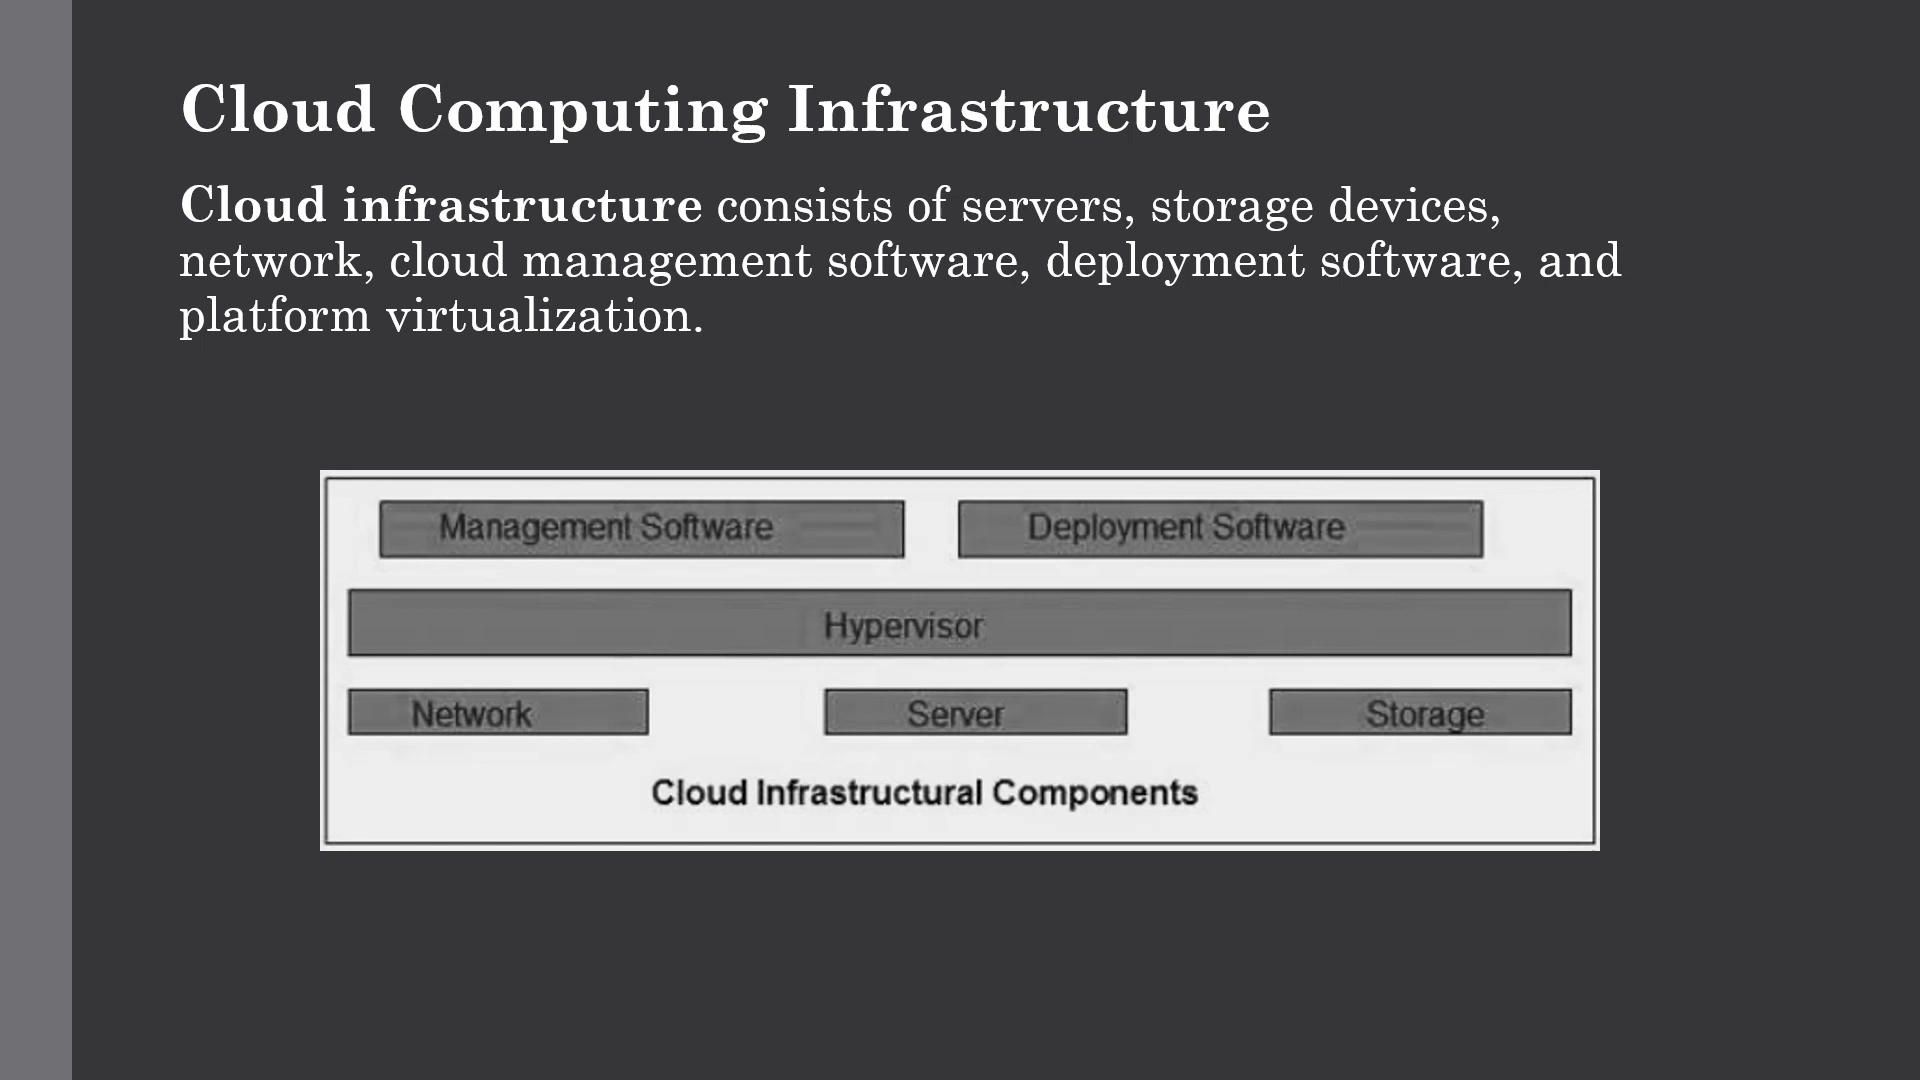 Cloud Computing Infrastructure
Cloud infrastructure consists of servers, storage devices,
network, cloud management software, deployment software, and
platform virtualization.
Management Software
Deployment Software
Hypervisor
Network
Server
Storage
Cloud Infrastructural Components